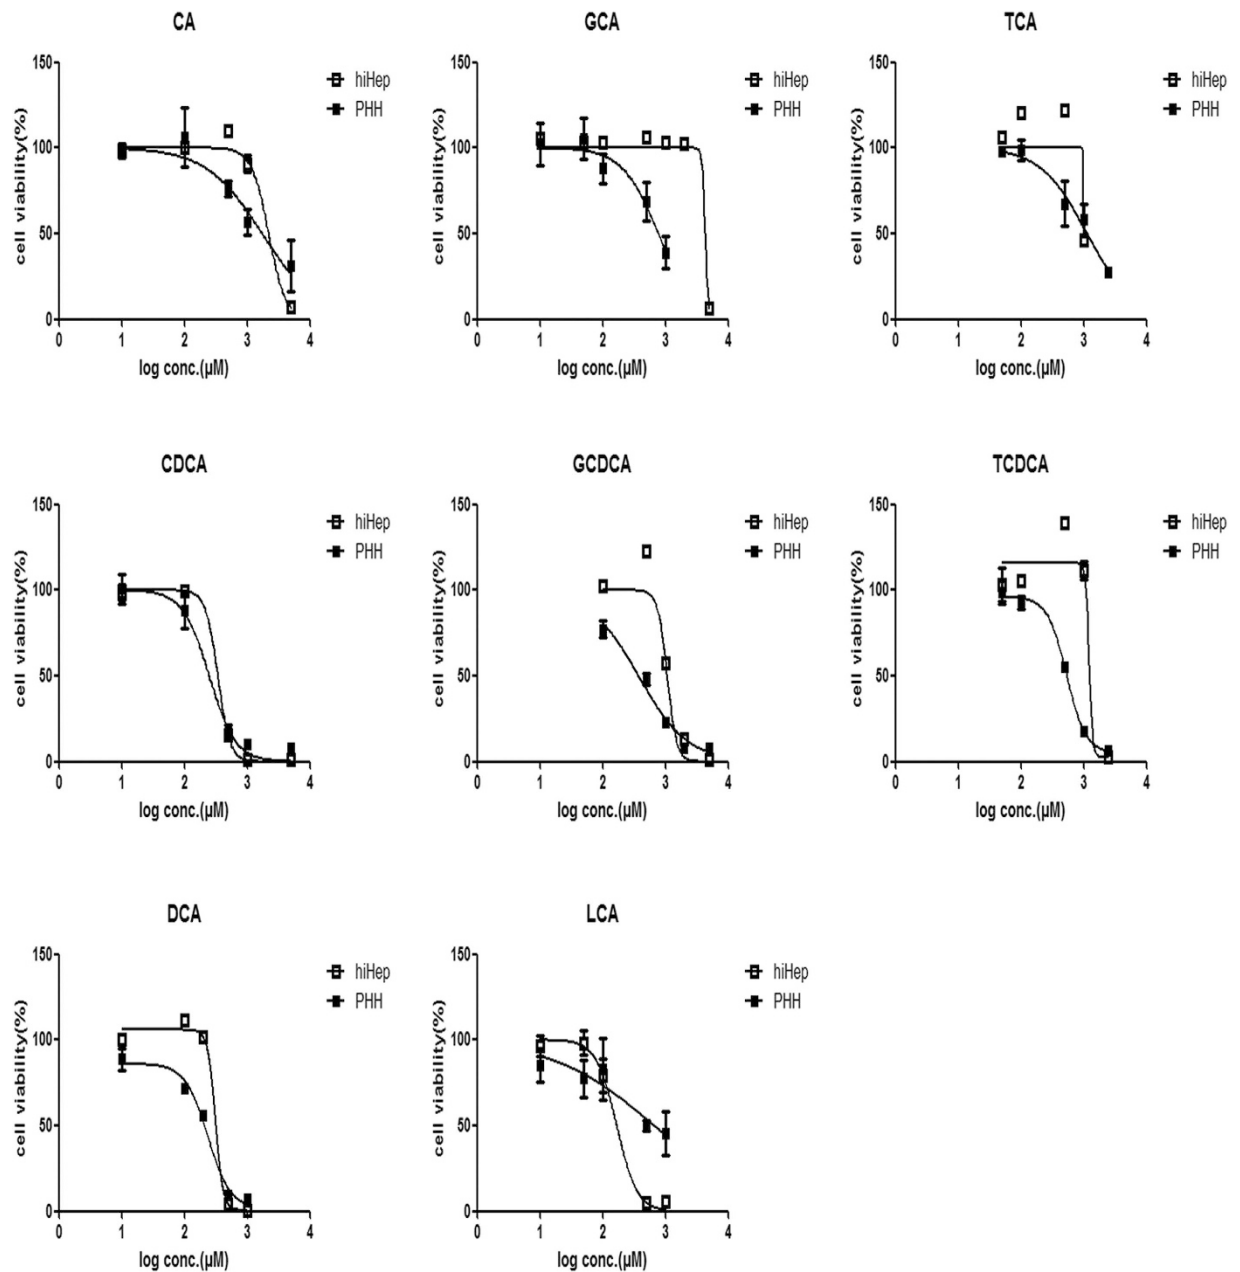 CA
150
100
50
0
cell viability(%)
0 1 2 3 4
log conc.(µM)
hiHep
PHH
GCA
150
100
50
0
cell viability(%)
0 1 2 3 4
log conc.(µM)
hiHep
PHH
TCA
150
100
50
0
cell viability(%)
0 1 2 3 4
log conc.(µM)
hiHep
PHH
CDCA
150
100
50
0
cell viability(%)
0 1 2 3 4
log conc.(µM)
hiHep
PHH
GCDCA
150
100
50
0
cell viability(%)
0 1 2 3 4
log conc.(µM)
hiHep
PHH
TCDCA
150
100
50
0
cell viability(%)
0 1 2 3 4
log conc.(µM)
hiHep
PHH
DCA
150
100
50
0
cell viability(%)
0 1 2 3 4
log conc.(µM)
hiHep
PHH
LCA
150
100
50
0
cell viability(%)
0 1 2 3 4
log conc.(µM)
hiHep
PHH